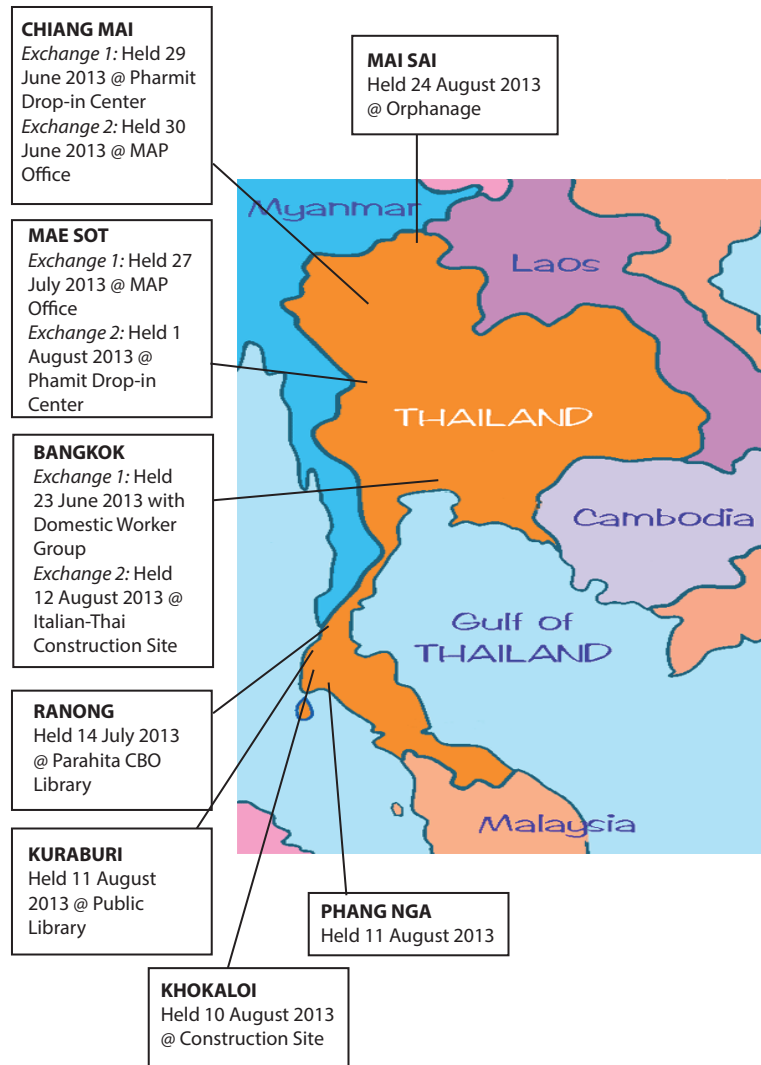 CHIANG MAI
Exchange 1: Held 29
June 2013 @ Pharmit
Drop-in Center
Exchange 2: Held 30
June 2013 @ MAP
Office
MAI SAI
Held 24 August 2013
@ Orphanage
MAE SOT
Exchange 1: Held 27
July 2013 @ MAP
Office
Exchange 2: Held 1
August 2013 @
Phamit Drop-in
Center
BANGKOK
Exchange 1: Held
23 June 2013 with
Domestic Worker
Group
Exchange 2: Held
12 August 2013 @
Italian-Thai
Construction Site
RANONG
Held 14 July 2013
@ Parahita CBO
Library
KURABURI
Held 11 August
2013 @ Public
Library
PHANG NGA
Held 11 August 2013
KHOKALOI
Held 10 August 2013
@ Construction Site
Myanmar
Laos
THAILAND
Cambodia
Gulf of
THAILAND
Malaysia